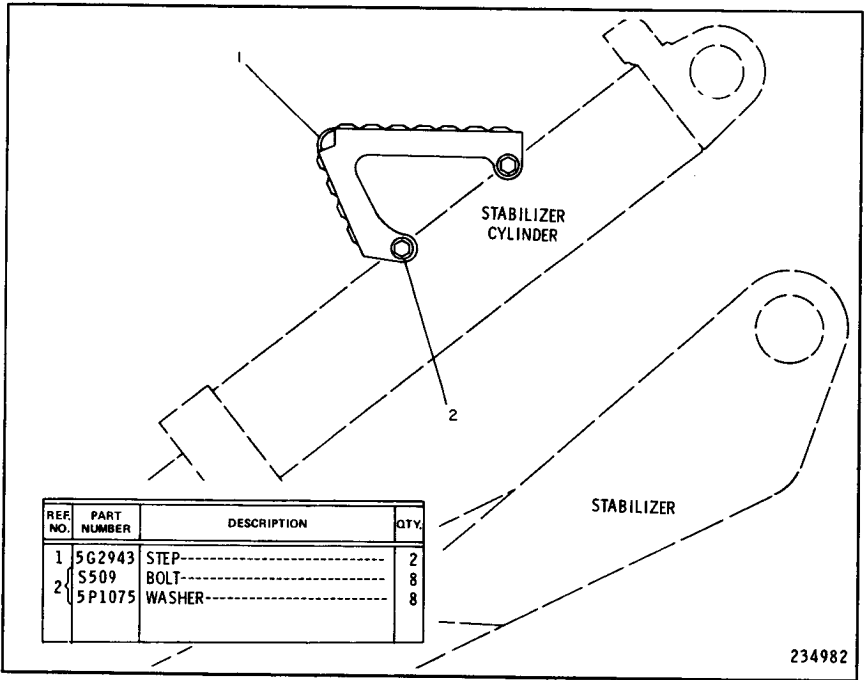 1
STABILIZER
CYLINDER
2
STABILIZER
REF. NO. PART NUMBER DESCRIPTION QTY.
1 5G2943 STEP 2
2 S509 BOLT 8
5P1075 WASHER 8
234982